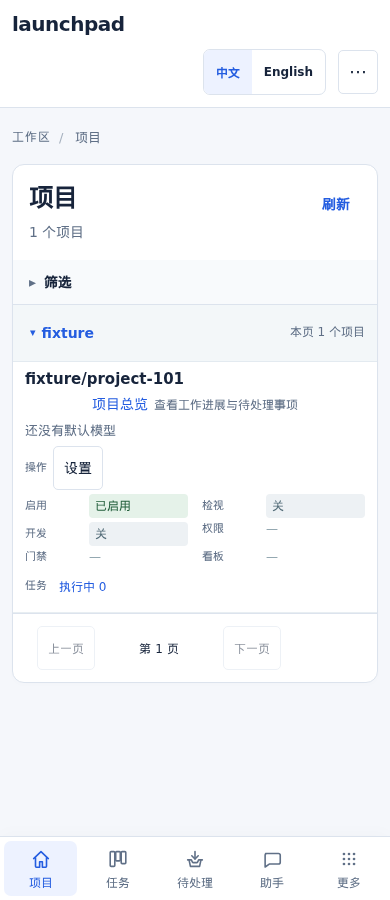 launchpad
中文 English ...
工作区 / 项目
项目
刷新
1 个项目
▸ 筛选
▾ fixture 本页 1 个项目
fixture/project-101
项目总览 查看工作进展与待处理事项
还没有默认模型
操作 设置
启用 已启用 检视 关
开发 关 权限 —
门禁 — 看板 —
任务 执行中 0
上一页 第 1 页 下一页
项目 任务 待处理 助手 更多